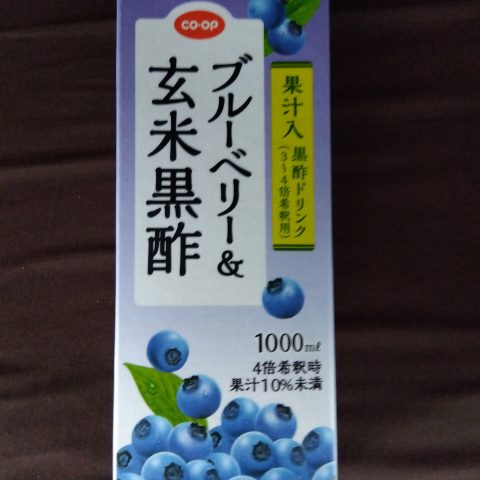 co·op
ブルーベリー&
玄米黒酢
果汁入
黒酢ドリンク
(3〜4倍希釈用)
1000ml
4倍希釈時
果汁10%未満